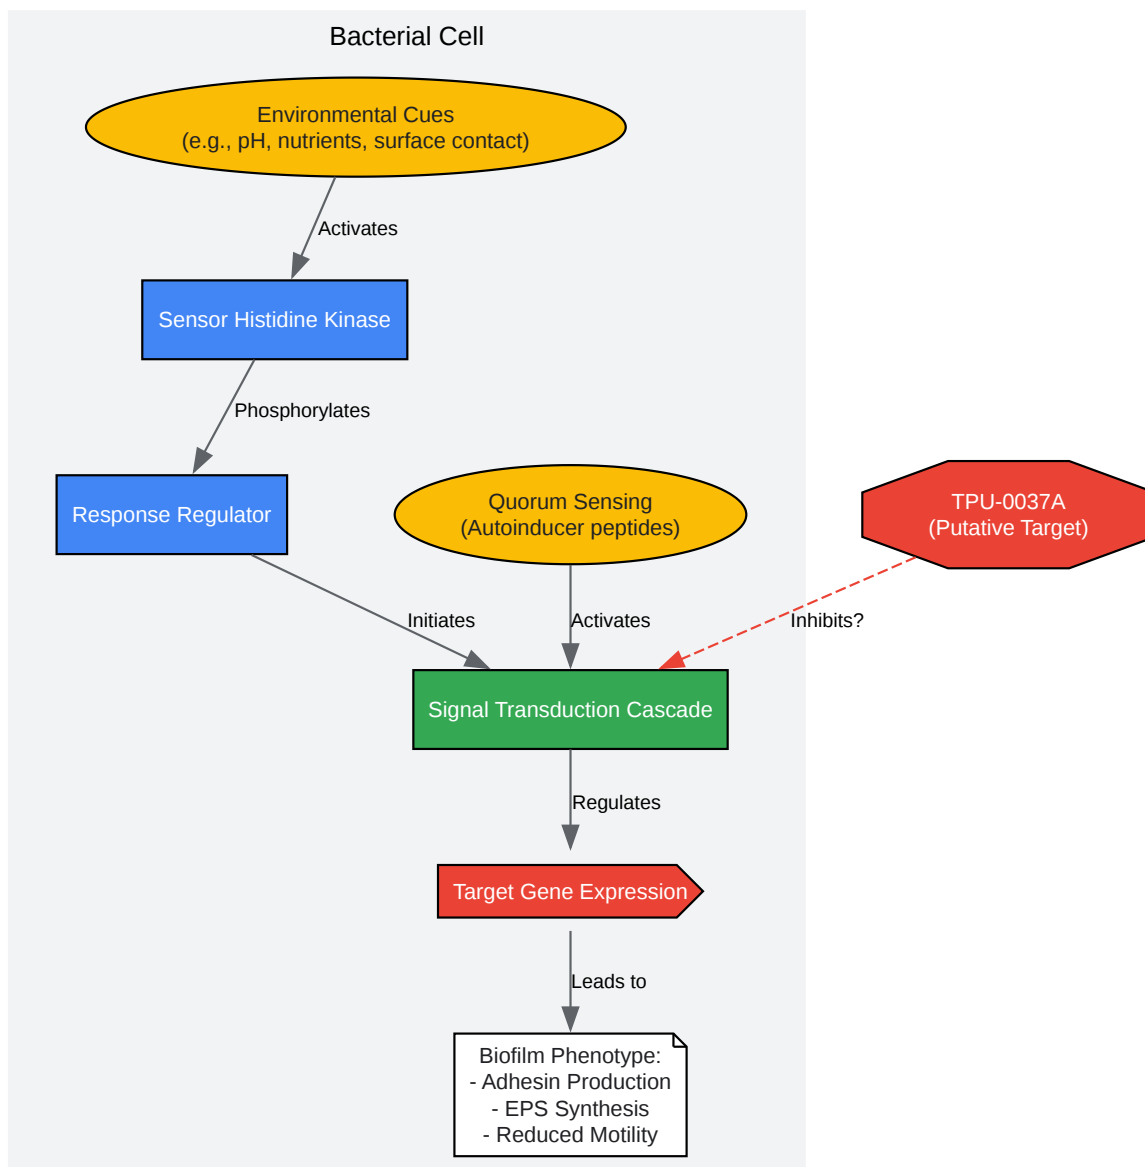 Bacterial Cell
Environmental Cues
(e.g., pH, nutrients, surface contact)
Activates
Sensor Histidine Kinase
Phosphorylates
Response Regulator
Quorum Sensing
(Autoinducer peptides)
TPU-0037A
(Putative Target)
Initiates
Activates
Inhibits?
Signal Transduction Cascade
Regulates
Target Gene Expression
Leads to
Biofilm Phenotype:
- Adhesin Production
- EPS Synthesis
- Reduced Motility